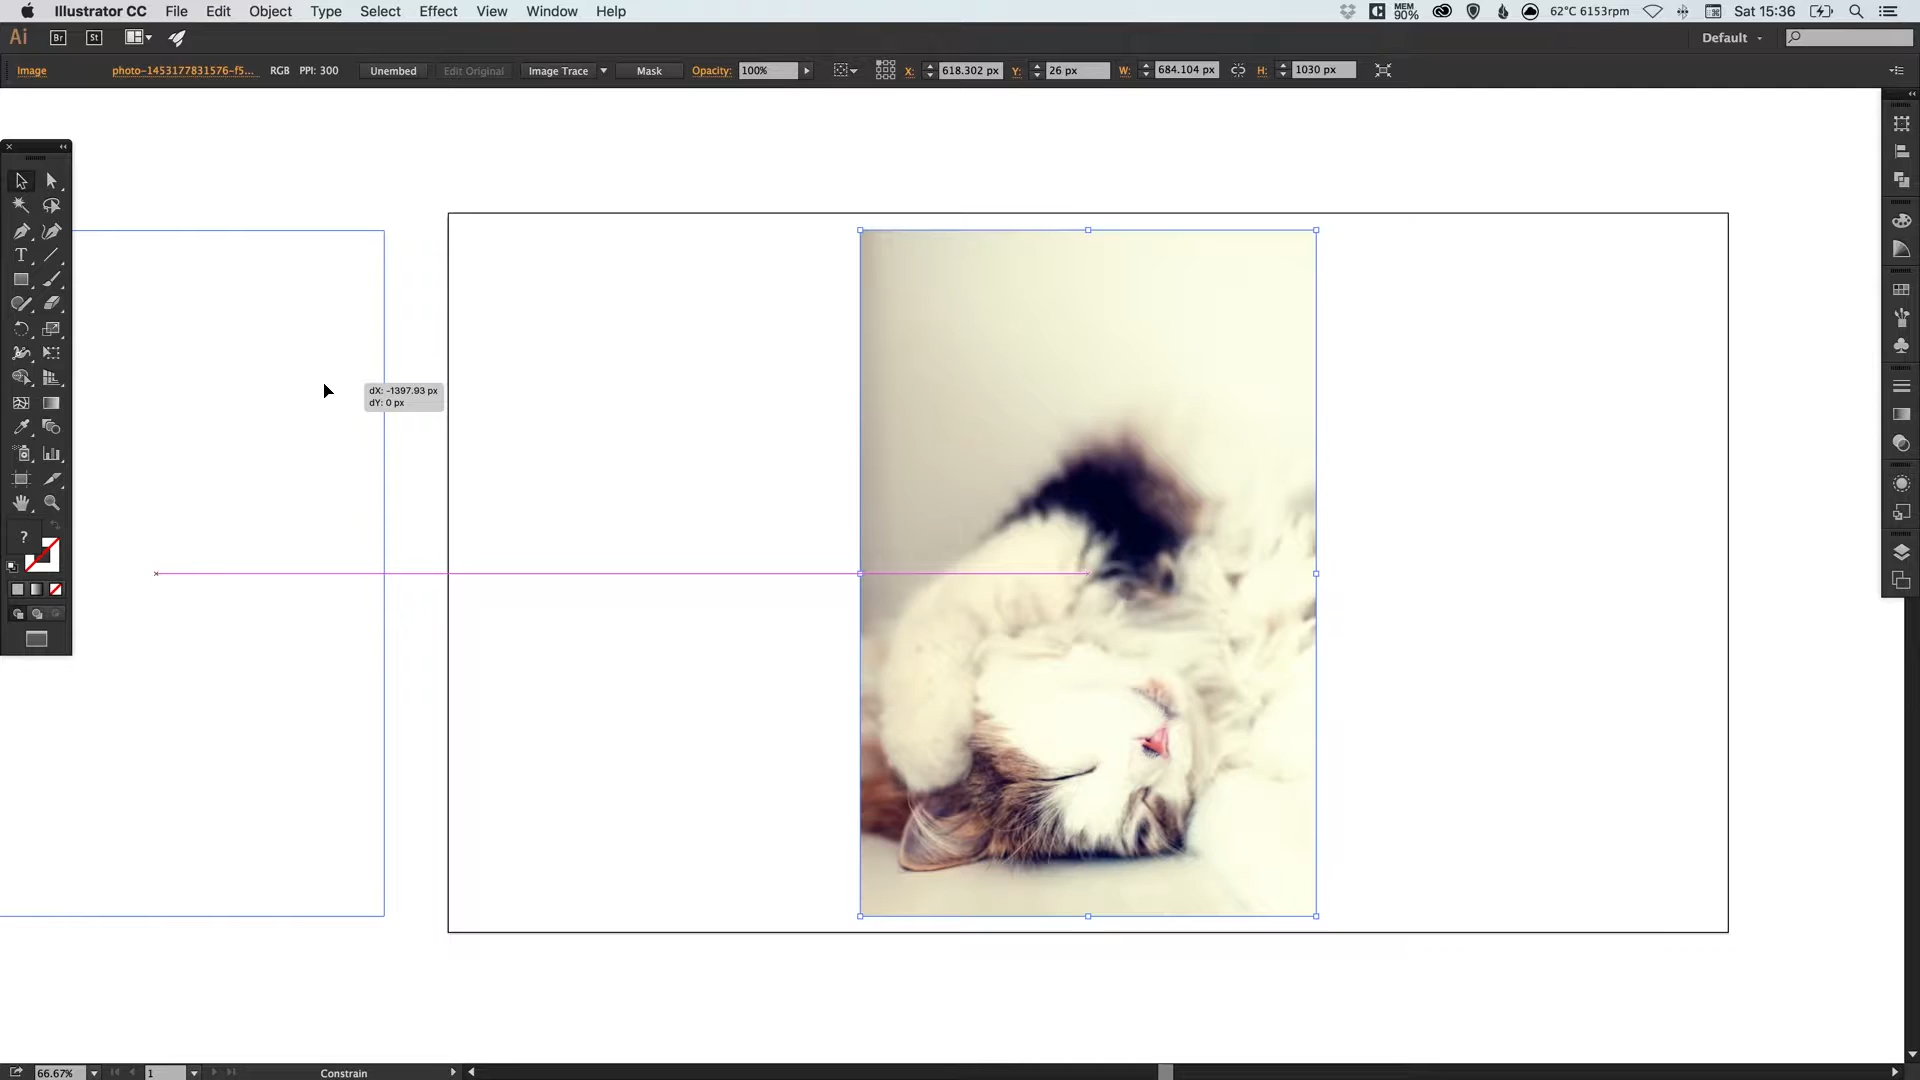 Illustrator CC File Edit Object Type Select Effect View Window Help MEM 90% 62°C 6153rpm Sat 15:36
Ai Br St Default
Image photo-1453177831576-f5... RGB PPI: 300 Unembed Edit Original Image Trace Mask Opacity: 100% X: 618.302 px Y: 26 px W: 684.104 px H: 1030 px
T
dX: -1397.93 px
dY: 0 px
?
66.67% 1 Constrain